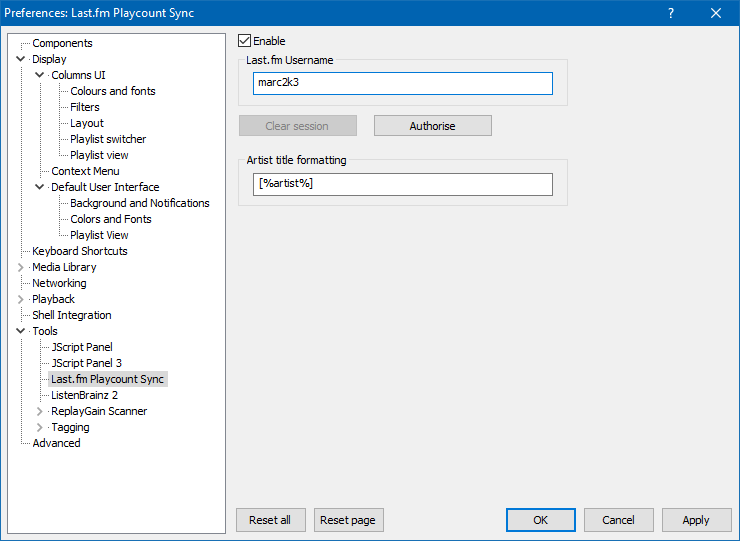 Preferences: Last.fm Playcount Sync
?
Components
Display
Columns UI
Colours and fonts
Filters
Layout
Playlist switcher
Playlist view
Context Menu
Default User Interface
Background and Notifications
Colors and Fonts
Playlist View
Keyboard Shortcuts
Media Library
Networking
Playback
Shell Integration
Tools
JScript Panel
JScript Panel 3
Last.fm Playcount Sync
ListenBrainz 2
ReplayGain Scanner
Tagging
Advanced
Enable
Last.fm Username
marc2k3
Clear session Authorise
Artist title formatting
[%artist%]
Reset all Reset page OK Cancel Apply